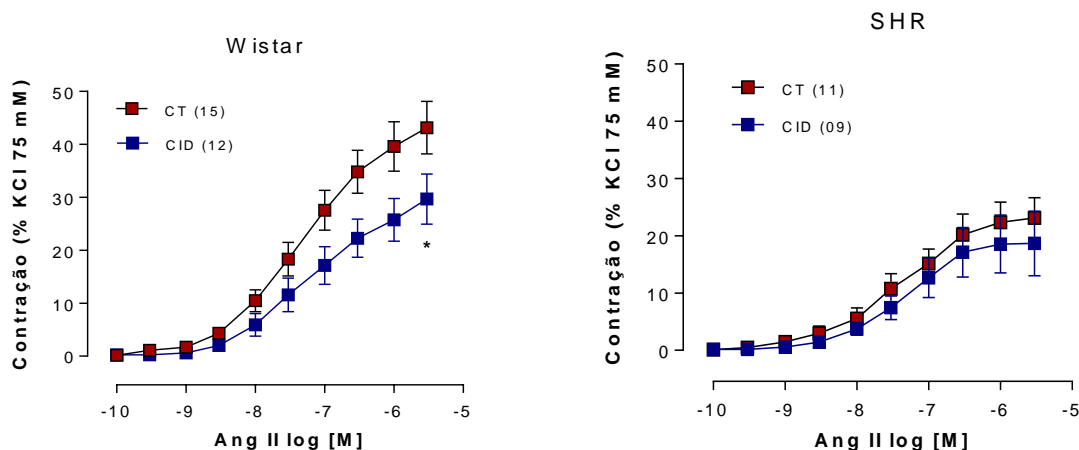 Wistar
Contração (% KCl 75 mM)
50
40
30
20
10
0
CT (15)
CID (12)
*
-10 -9 -8 -7 -6 -5
Ang II log [M]
SHR
Contração (% KCl 75 mM)
50
40
30
20
10
0
CT (11)
CID (09)
-10 -9 -8 -7 -6 -5
Ang II log [M]